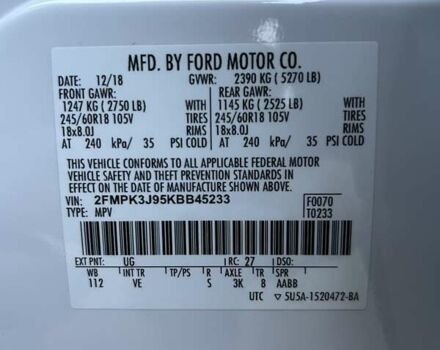 MFD. BY FORD MOTOR CO.
DATE: 12/18 GVWR: 2390 KG ( 5270 LB)
FRONT GAWR: REAR GAWR:
1247 KG ( 2750 LB) WITH 1145 KG ( 2525 LB) WITH
245/60R18 105V TIRES 245/60R18 105V TIRES
18x8.0J RIMS 18x8.0J RIMS
AT 240 kPa/ 35 PSI COLD AT 240 kPa/ 35 PSI COLD
THIS VEHICLE CONFORMS TO ALL APPLICABLE FEDERAL MOTOR
VEHICLE SAFETY, BUMPER, AND THEFT PREVENTION STANDARDS IN
EFFECT ON THE DATE OF MANUFACTURE SHOWN ABOVE.
VIN: 2FMPK3J95KBB45233 F0070
TYPE: MPV T0233
EXT PNT: UG RC: 27 DSO:
WB INT TR TP/PS R AXLE TR SPR
112 VE S 3K 8 AABB
UTC 5U5A-1520472-BA